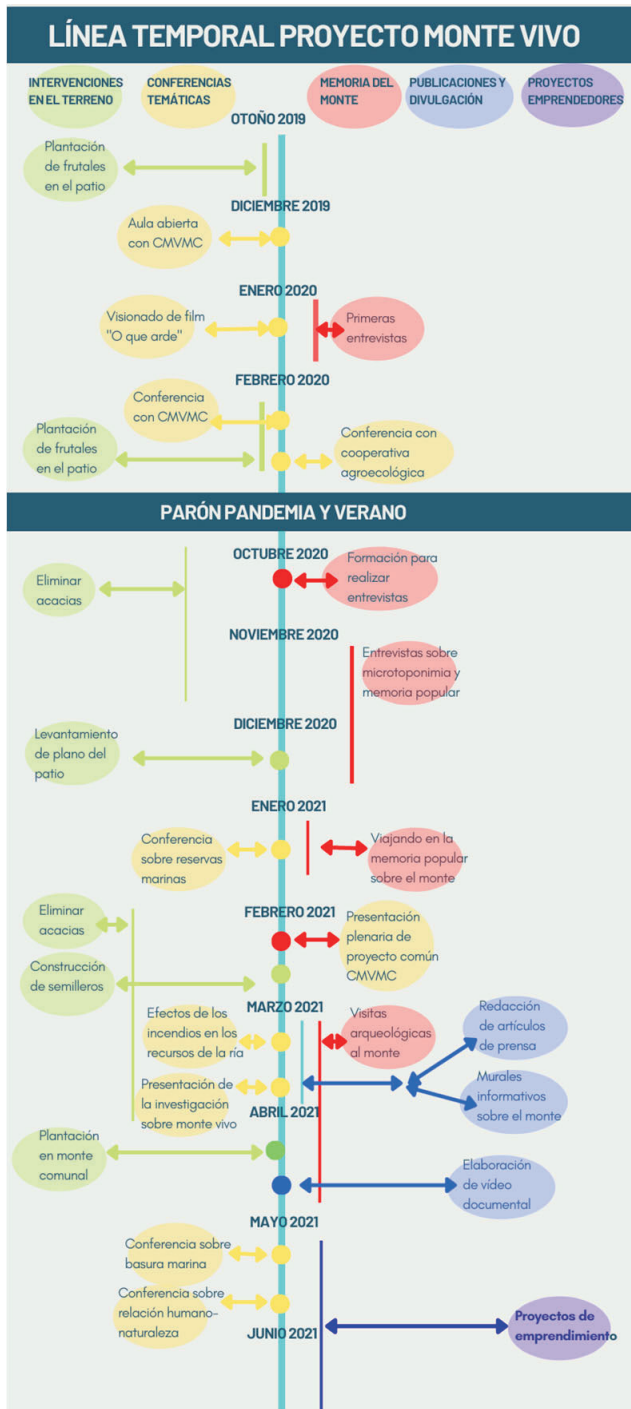 LÍNEA TEMPORAL PROYECTO MONTE VIVO
INTERVENCIONES
EN EL TERRENO
CONFERENCIAS
TEMÁTICAS
MEMORIA DEL
MONTE
PUBLICACIONES Y
DIVULGACIÓN
PROYECTOS
EMPRENDEDORES
OTOÑO 2019
Plantación
de frutales
en el patio
DICIEMBRE 2019
Aula abierta
con CMVMC
ENERO 2020
Visionado de film
"O que arde"
Primeras
entrevistas
FEBRERO 2020
Conferencia
con CMVMC
Plantación
de frutales
en el patio
Conferencia con
cooperativa
agroecológica
PARÓN PANDEMIA Y VERANO
OCTUBRE 2020
Eliminar
acacias
Formación para
realizar
entrevistas
NOVIEMBRE 2020
Entrevistas sobre
microtoponimia y
memoria popular
DICIEMBRE 2020
Levantamiento
de plano del
patio
ENERO 2021
Conferencia
sobre reservas
marinas
Viajando en la
memoria popular
sobre el monte
FEBRERO 2021
Eliminar
acacias
Presentación
plenaria de
proyecto común
CMVMC
Construcción
de semilleros
MARZO 2021
Efectos de los
incendios en los
recursos de la ría
Visitas
arqueológicas
al monte
Redacción
de artículos
de prensa
Presentación de
la investigación
sobre monte vivo
Murales
informativos
sobre el monte
ABRIL 2021
Plantación
en monte
comunal
Elaboración
de vídeo
documental
MAYO 2021
Conferencia sobre
basura marina
Conferencia sobre
relación humano-
naturaleza
JUNIO 2021
Proyectos de
emprendimiento